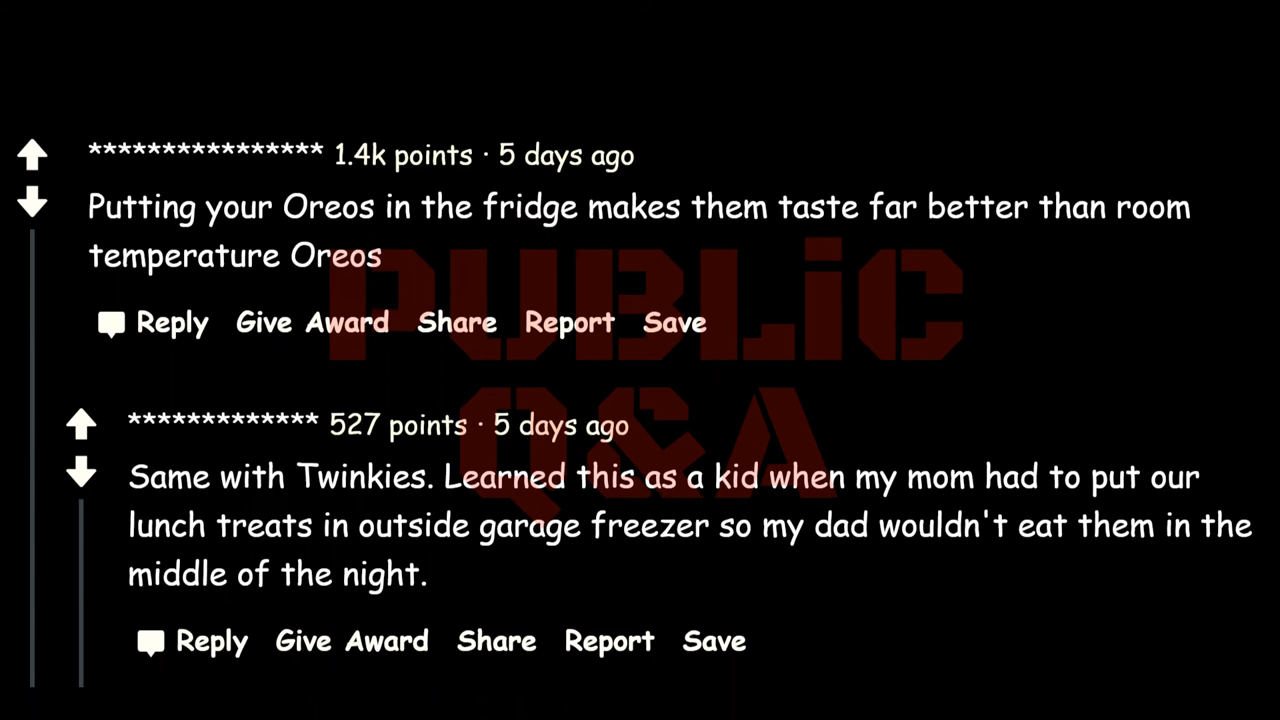 **************** 1.4k points · 5 days ago
Putting your Oreos in the fridge makes them taste far better than room
temperature Oreos
Reply Give Award Share Report Save
PUBLiC
Q&A
************* 527 points · 5 days ago
Same with Twinkies. Learned this as a kid when my mom had to put our
lunch treats in outside garage freezer so my dad wouldn't eat them in the
middle of the night.
Reply Give Award Share Report Save